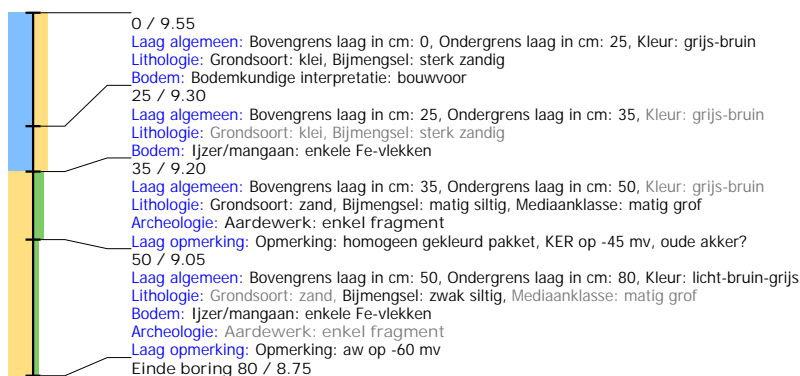 0 / 9.55
Laag algemeen: Bovengrens laag in cm: 0, Ondergrens laag in cm: 25, Kleur: grijs-bruin
Lithologie: Grondsoort: klei, Bijmengsel: sterk zandig
Bodem: Bodemkundige interpretatie: bouwvoor
25 / 9.30
Laag algemeen: Bovengrens laag in cm: 25, Ondergrens laag in cm: 35, Kleur: grijs-bruin
Lithologie: Grondsoort: klei, Bijmengsel: sterk zandig
Bodem: Ijzer/mangaan: enkele Fe-vlekken
35 / 9.20
Laag algemeen: Bovengrens laag in cm: 35, Ondergrens laag in cm: 50, Kleur: grijs-bruin
Lithologie: Grondsoort: zand, Bijmengsel: matig siltig, Mediaanklasse: matig grof
Archeologie: Aardewerk: enkel fragment
Laag opmerking: Opmerking: homogeen gekleurd pakket, KER op -45 mv, oude akker?
50 / 9.05
Laag algemeen: Bovengrens laag in cm: 50, Ondergrens laag in cm: 80, Kleur: licht-bruin-grijs
Lithologie: Grondsoort: zand, Bijmengsel: zwak siltig, Mediaanklasse: matig grof
Bodem: Ijzer/mangaan: enkele Fe-vlekken
Archeologie: Aardewerk: enkel fragment
Laag opmerking: Opmerking: aw op -60 mv
Einde boring 80 / 8.75